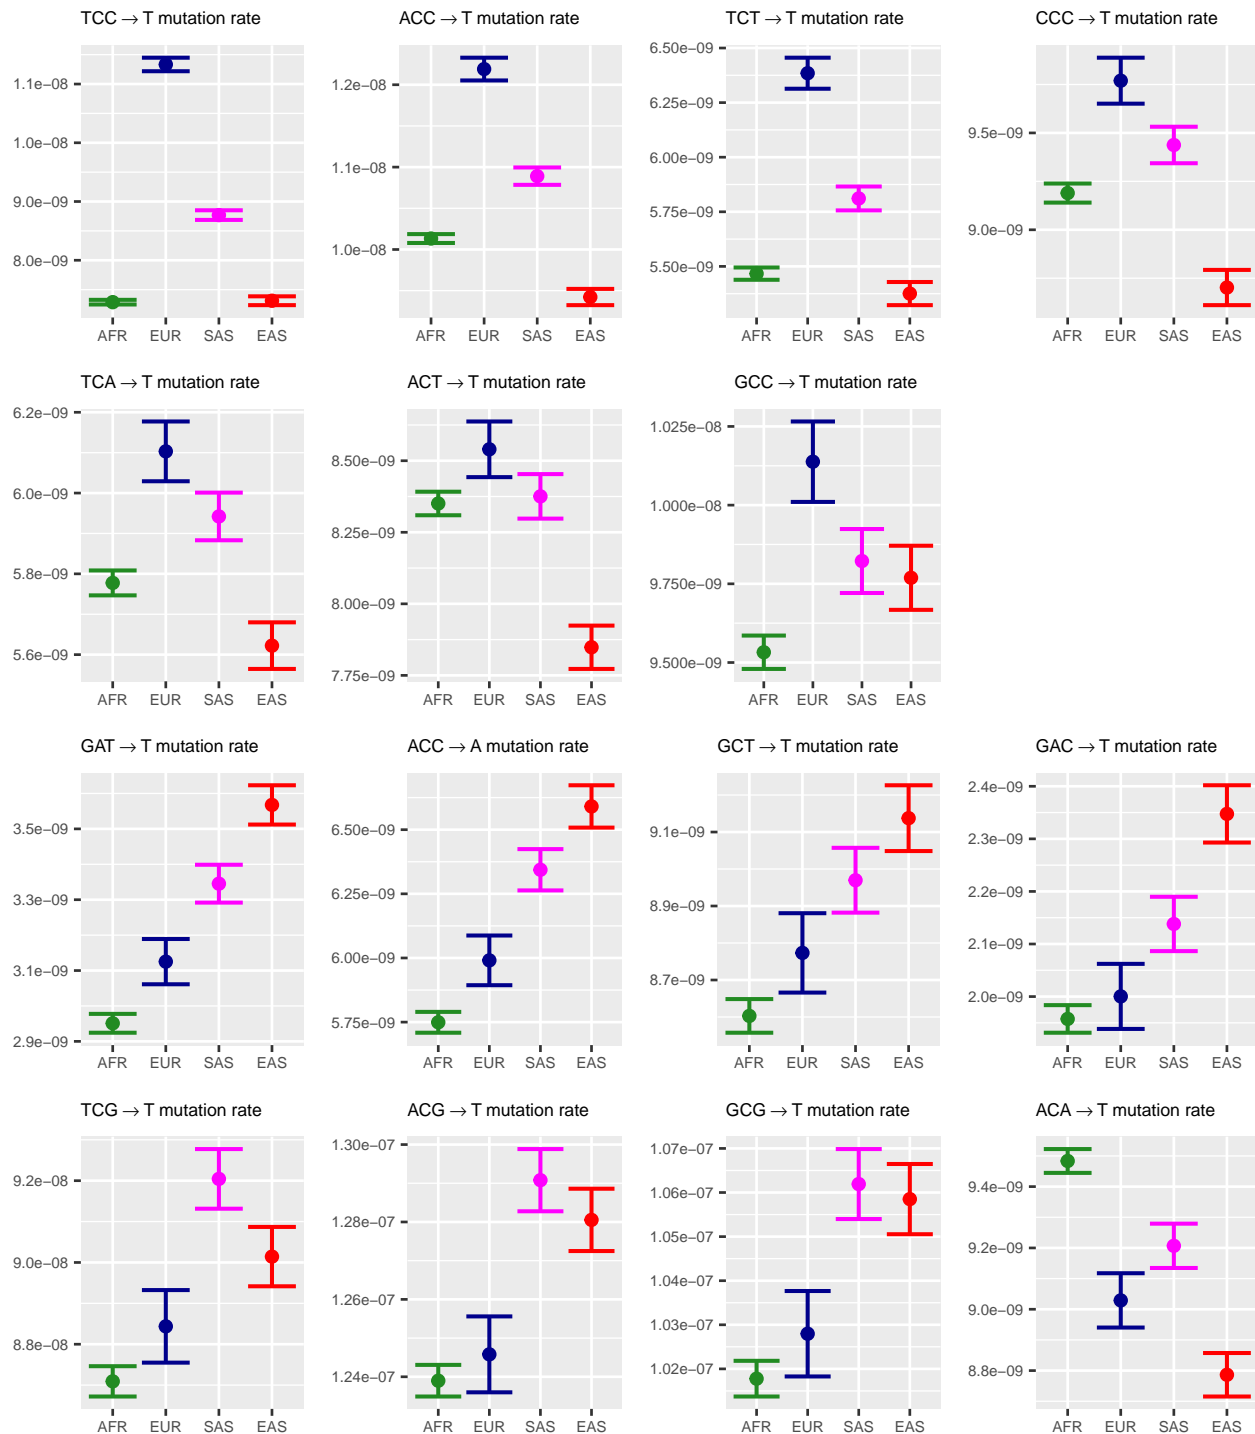 TCC → T mutation rate
1.1e−08
1.0e−08
9.0e−09
8.0e−09
AFR EUR SAS EAS
ACC → T mutation rate
1.2e−08
1.1e−08
1.0e−08
AFR EUR SAS EAS
TCT → T mutation rate
6.50e−09
6.25e−09
6.00e−09
5.75e−09
5.50e−09
AFR EUR SAS EAS
CCC → T mutation rate
9.5e−09
9.0e−09
AFR EUR SAS EAS
TCA → T mutation rate
6.2e−09
6.0e−09
5.8e−09
5.6e−09
AFR EUR SAS EAS
ACT → T mutation rate
8.50e−09
8.25e−09
8.00e−09
7.75e−09
AFR EUR SAS EAS
GCC → T mutation rate
1.025e−08
1.000e−08
9.750e−09
9.500e−09
AFR EUR SAS EAS
GAT → T mutation rate
3.5e−09
3.3e−09
3.1e−09
2.9e−09
AFR EUR SAS EAS
ACC → A mutation rate
6.50e−09
6.25e−09
6.00e−09
5.75e−09
AFR EUR SAS EAS
GCT → T mutation rate
9.1e−09
8.9e−09
8.7e−09
AFR EUR SAS EAS
GAC → T mutation rate
2.4e−09
2.3e−09
2.2e−09
2.1e−09
2.0e−09
AFR EUR SAS EAS
TCG → T mutation rate
9.2e−08
9.0e−08
8.8e−08
AFR EUR SAS EAS
ACG → T mutation rate
1.30e−07
1.28e−07
1.26e−07
1.24e−07
AFR EUR SAS EAS
GCG → T mutation rate
1.07e−07
1.06e−07
1.05e−07
1.04e−07
1.03e−07
1.02e−07
AFR EUR SAS EAS
ACA → T mutation rate
9.4e−09
9.2e−09
9.0e−09
8.8e−09
AFR EUR SAS EAS